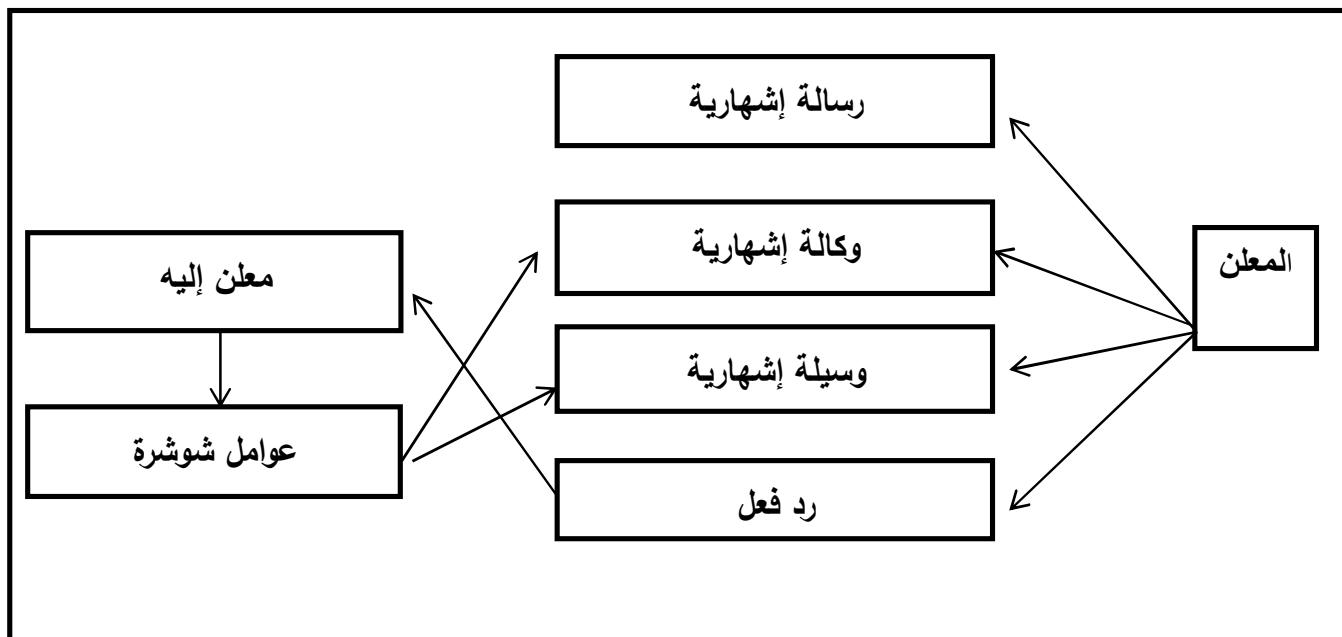 رسالة إشهارية
وكالة إشهارية
المعلن
معلن إليه
وسيلة إشهارية
عوامل شوشرة
رد فعل